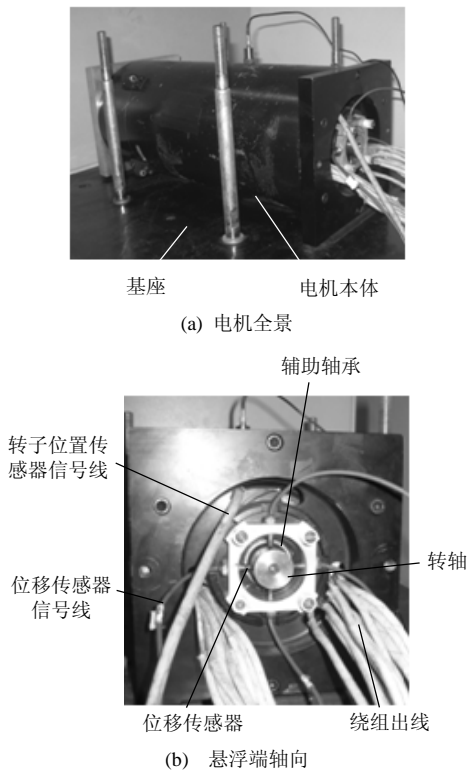 基座
电机本体
(a) 电机全景
辅助轴承
转子位置传
感器信号线
转轴
位移传感器
信号线
位移传感器
绕组出线
(b) 悬浮端轴向